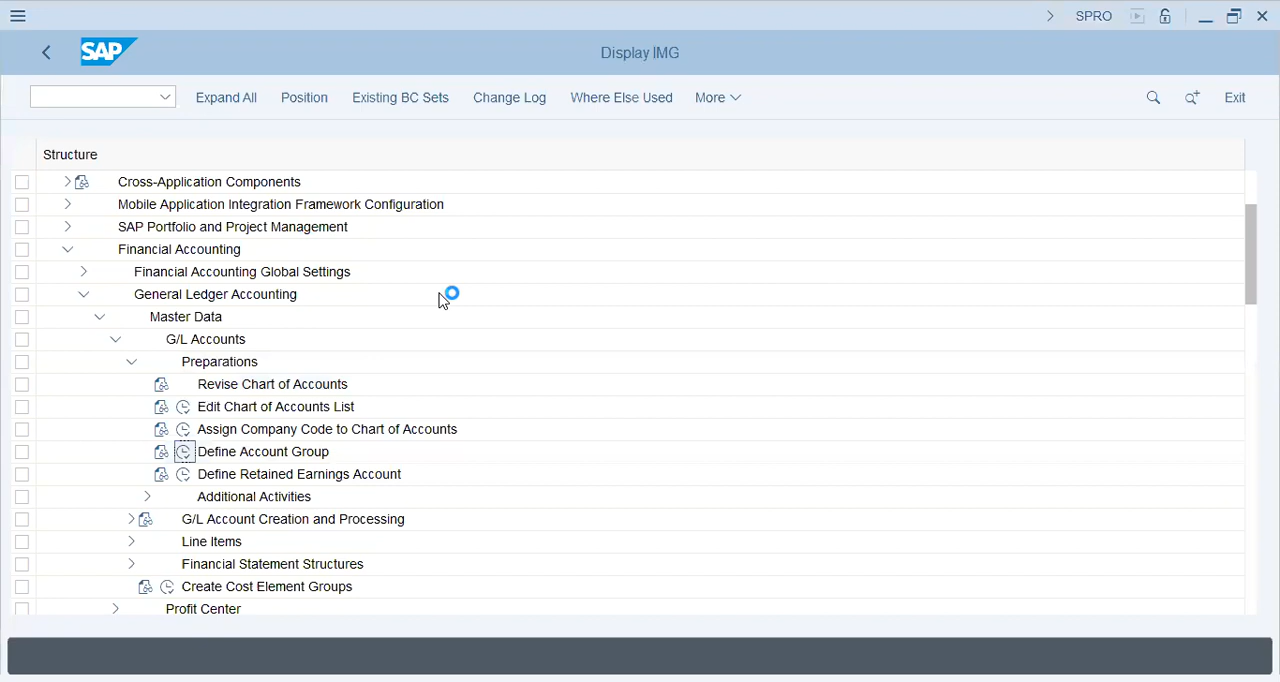 SPRO
SAP
Display IMG
Expand All Position Existing BC Sets Change Log Where Else Used More Exit
Structure
Cross-Application Components
Mobile Application Integration Framework Configuration
SAP Portfolio and Project Management
Financial Accounting
Financial Accounting Global Settings
General Ledger Accounting
Master Data
G/L Accounts
Preparations
Revise Chart of Accounts
Edit Chart of Accounts List
Assign Company Code to Chart of Accounts
Define Account Group
Define Retained Earnings Account
Additional Activities
G/L Account Creation and Processing
Line Items
Financial Statement Structures
Create Cost Element Groups
Profit Center